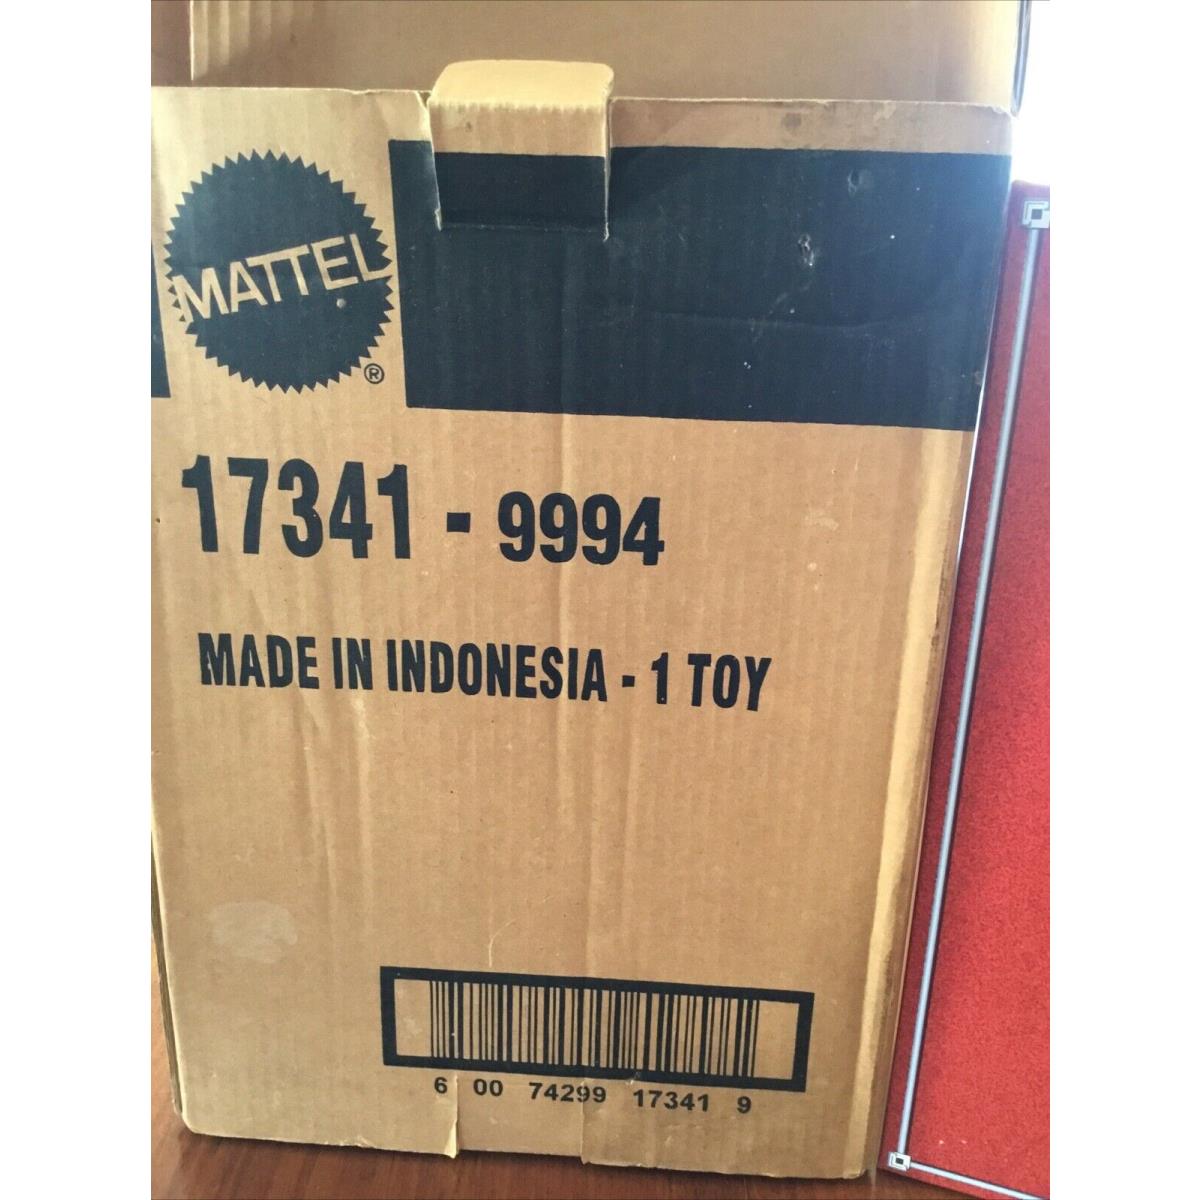 MATTEL
®
17341 - 9994
MADE IN INDONESIA - 1 TOY
6 00 74299 17341 9